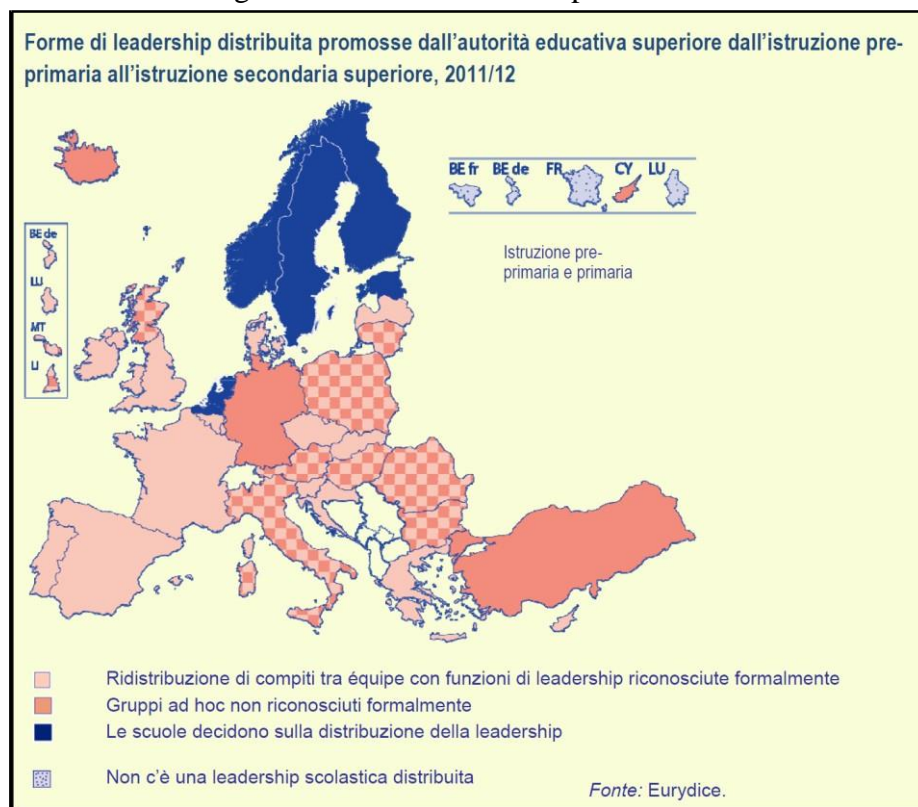 Forme di leadership distribuita promosse dall'autorità educativa superiore dall'istruzione pre-
primaria all'istruzione secondaria superiore, 2011/12
BE fr BE de FR CY LU
Istruzione pre-
primaria e primaria
BE de
LU
MT
LI
Ridistribuzione di compiti tra équipe con funzioni di leadership riconosciute formalmente
Gruppi ad hoc non riconosciuti formalmente
Le scuole decidono sulla distribuzione della leadership
Non c'è una leadership scolastica distribuita
Fonte: Eurydice.